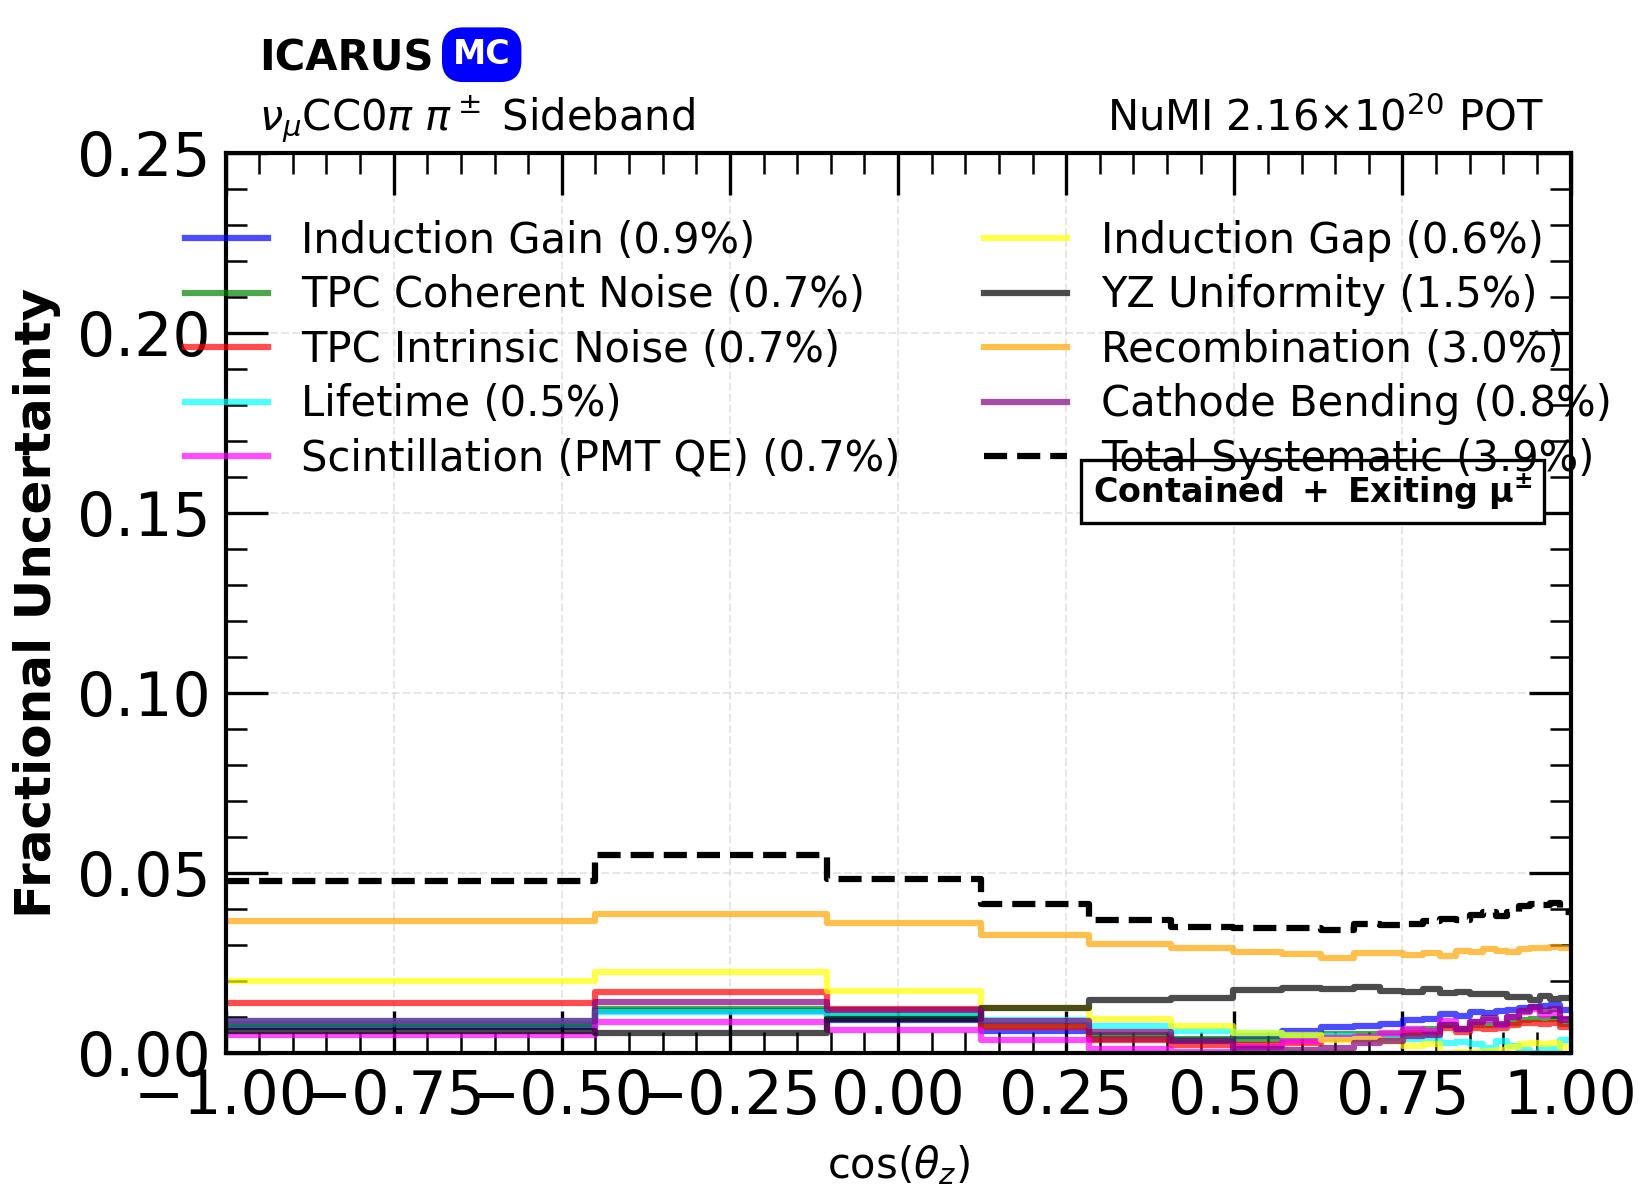 ICARUS MC
νμCC0π π± Sideband
NuMI 2.16×10²⁰ POT
Fractional Uncertainty
0.25
0.20
0.15
0.10
0.05
0.00
Induction Gain (0.9%)
TPC Coherent Noise (0.7%)
TPC Intrinsic Noise (0.7%)
Lifetime (0.5%)
Scintillation (PMT QE) (0.7%)
Induction Gap (0.6%)
YZ Uniformity (1.5%)
Recombination (3.0%)
Cathode Bending (0.8%)
Total Systematic (3.9%)
Contained + Exiting μ±
−1.00 −0.75 −0.50 −0.25 0.00 0.25 0.50 0.75 1.00
cos(θz)